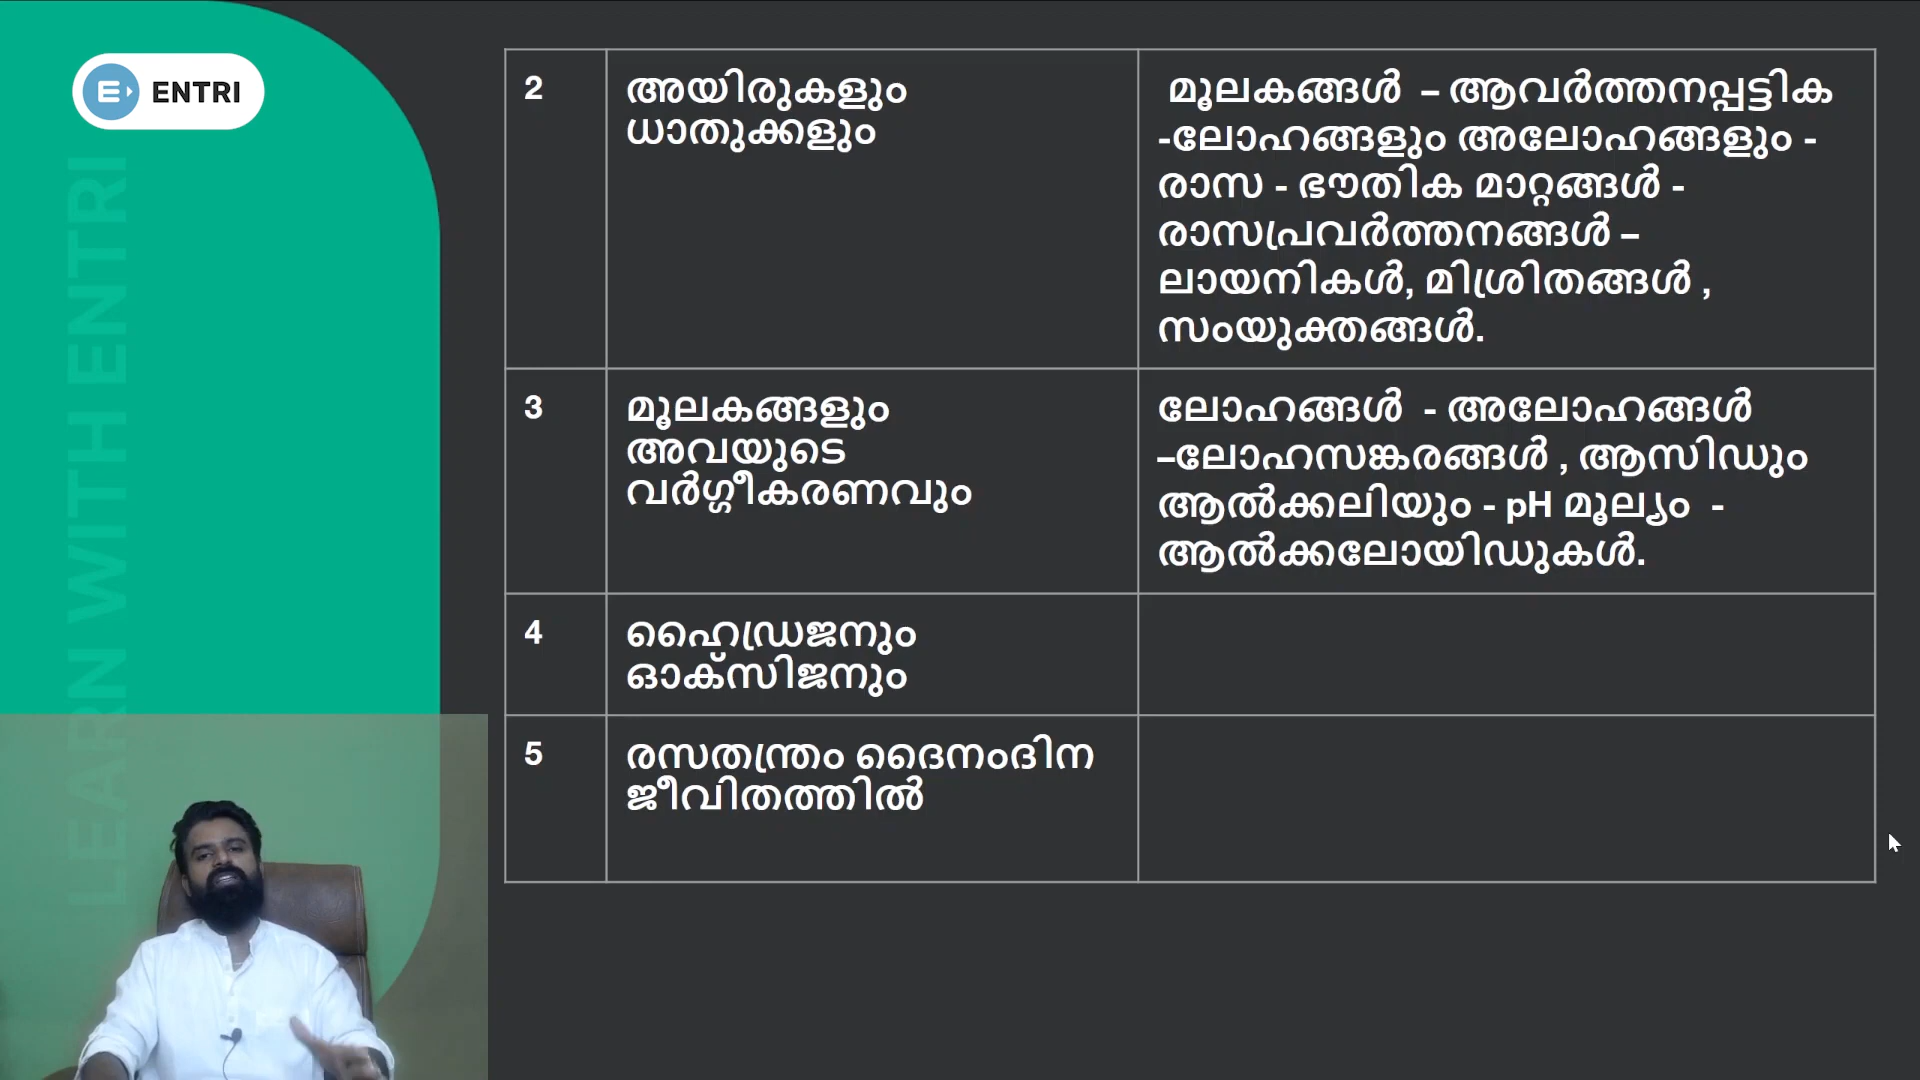 ENTRI
LEARN WITH ENTRI
2
അയിരുകളും
ധാതുക്കളും
മൂലകങ്ങൾ – ആവർത്തനപ്പട്ടിക
-ലോഹങ്ങളും അലോഹങ്ങളും -
രാസ - ഭൗതിക മാറ്റങ്ങൾ -
രാസപ്രവർത്തനങ്ങൾ –
ലായനികൾ, മിശ്രിതങ്ങൾ ,
സംയുക്തങ്ങൾ.
3
മൂലകങ്ങളും
അവയുടെ
വർഗ്ഗീകരണവും
ലോഹങ്ങൾ - അലോഹങ്ങൾ
–ലോഹസങ്കരങ്ങൾ , ആസിഡും
ആൽക്കലിയും - pH മൂല്യം -
ആൽക്കലോയിഡുകൾ.
4
ഹൈഡ്രജനും
ഓക്സിജനും
5
രസതന്ത്രം ദൈനംദിന
ജീവിതത്തിൽ